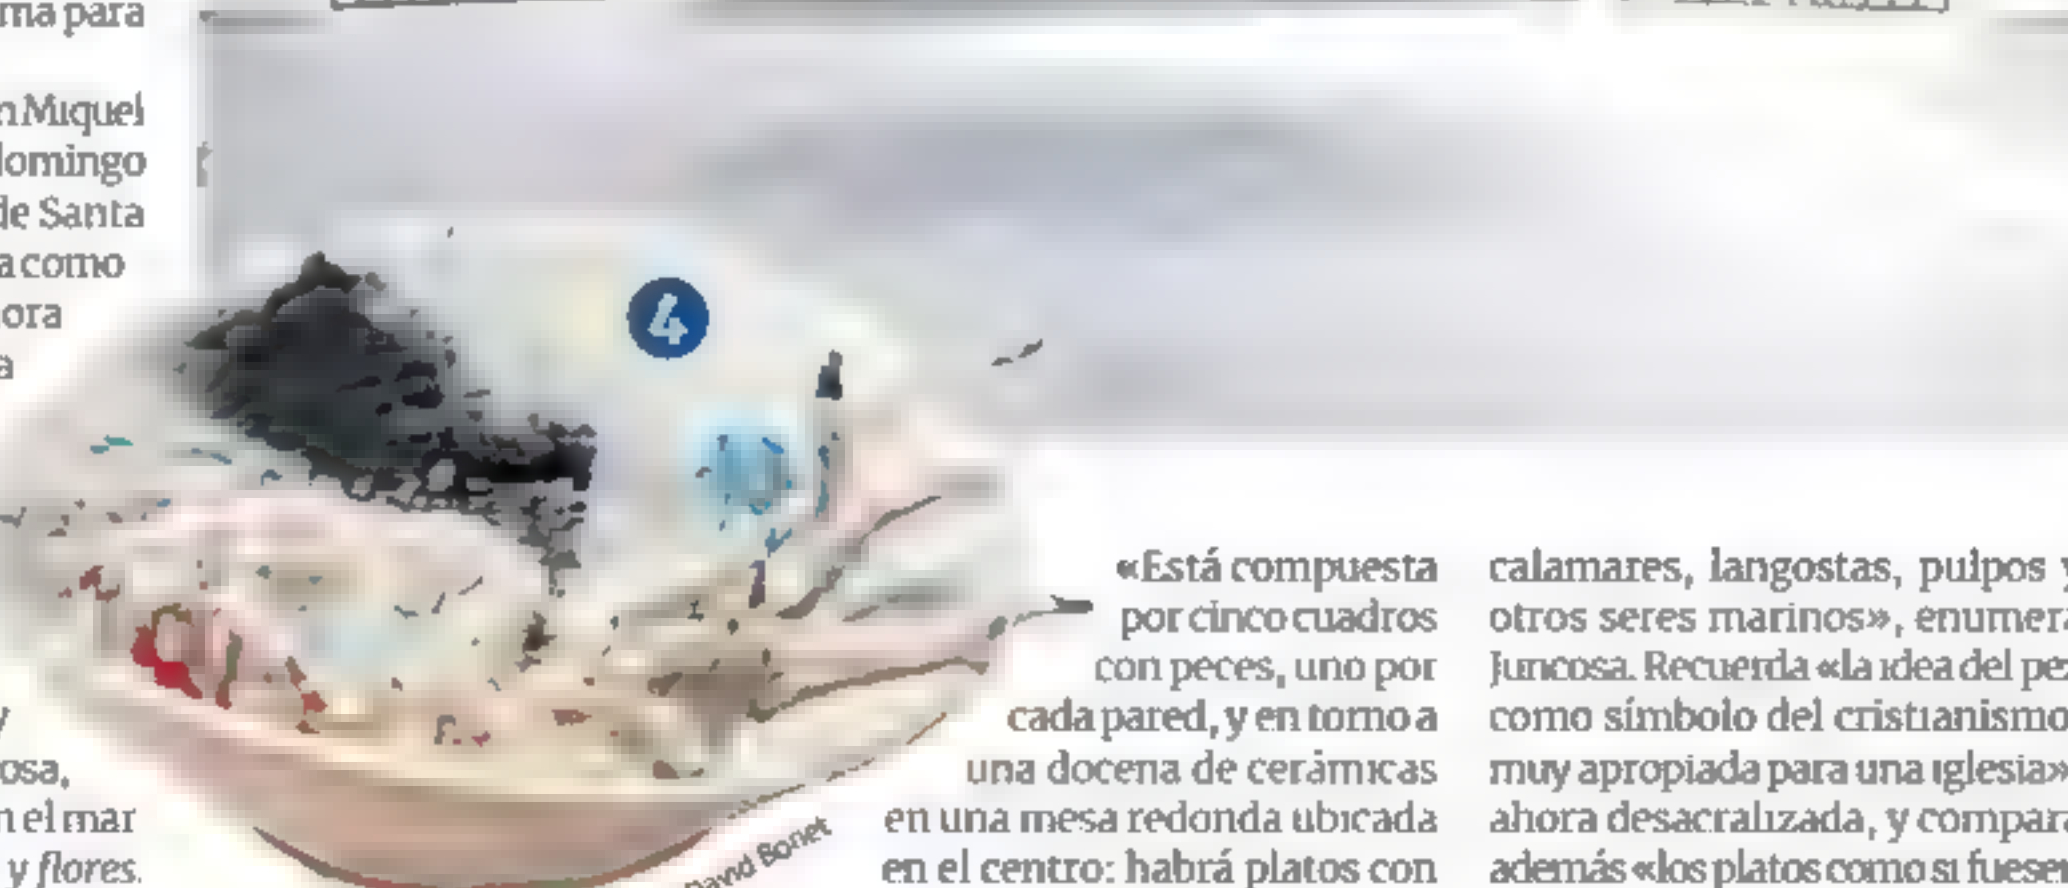 ma para
Miquel
domingo
de Santa
a como
ora
a
y
osa,
n el mar
y flores.
4
David Bonet
«Está compuesta
por cinco cuadros
con peces, uno por
cada pared, y en torno a
una docena de cerámicas
en una mesa redonda ubicada
en el centro: habrá platos con
calamares, langostas, pulpos y
otros seres marinos», enumera
Juncosa. Recuerda «la idea del pez
como símbolo del cristianismo
muy apropiada para una iglesia»
ahora desacralizada, y compara
además «los platos como si fuesen